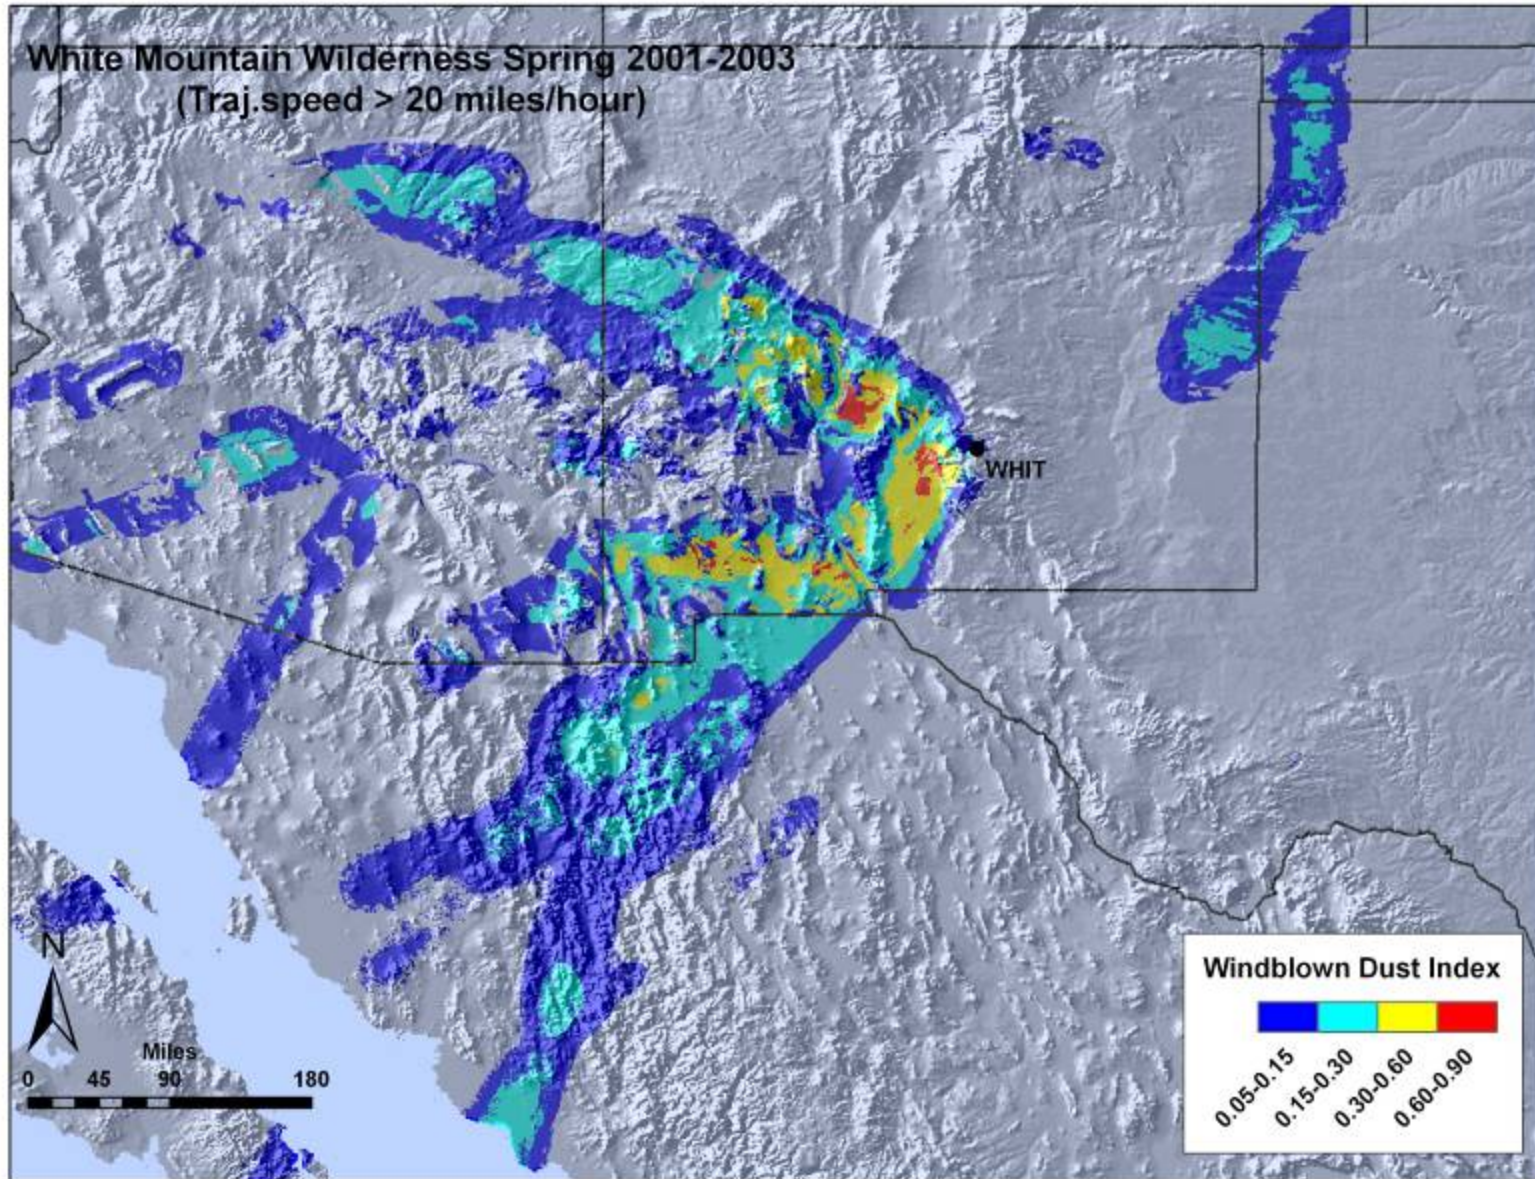 White Mountain Wilderness Spring 2001-2003
(Traj.speed > 20 miles/hour)
WHIT
N
Miles
0 45 90 180
Windblown Dust Index
0.05-0.15
0.15-0.30
0.30-0.60
0.60-0.90